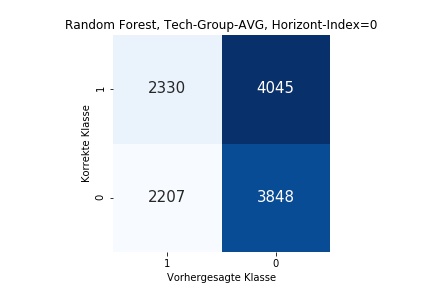 Random Forest, Tech-Group-AVG, Horizont-Index=0
Korrekte Klasse
1
2330 4045
0
2207 3848
1 0
Vorhergesagte Klasse